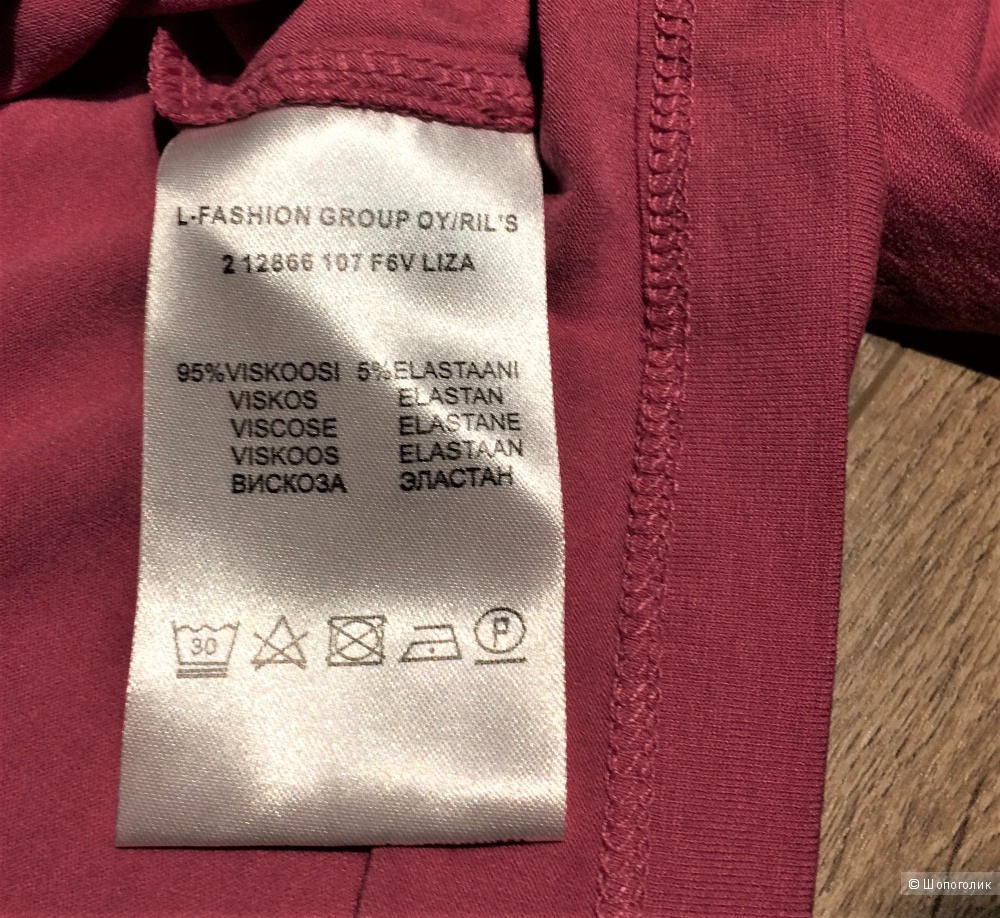 L-FASHION GROUP OY/RIL'S
2 12866 107 F6V LIZA
95%VISKOOSI 5%ELASTAANI
VISKOS ELASTAN
VISCOSE ELASTANE
VISKOOS ELASTAAN
ВИСКОЗА ЭЛАСТАН
30
P
© Шопоголик